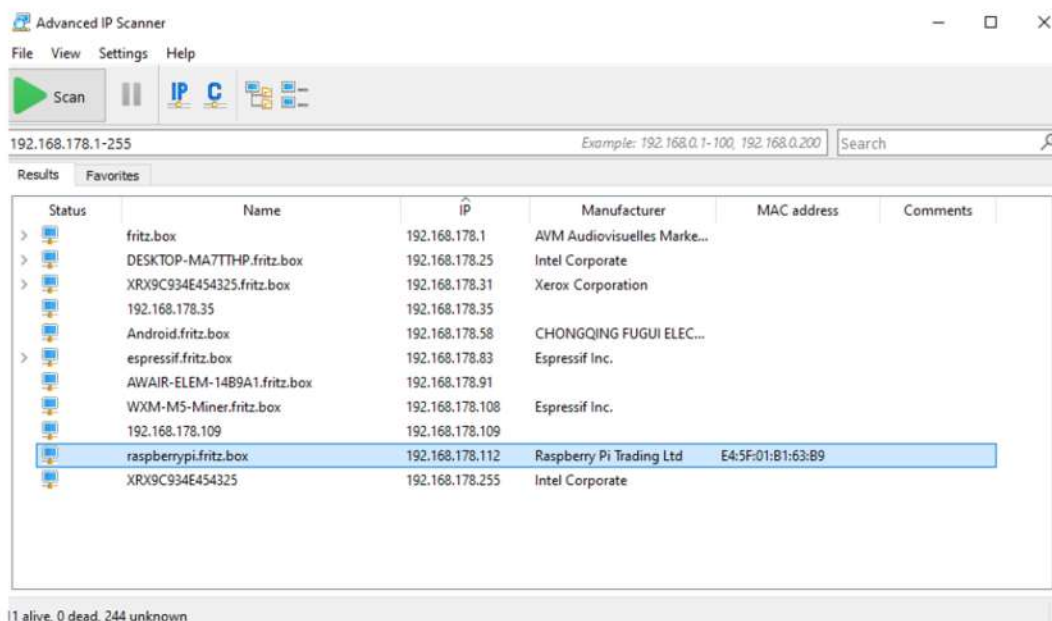 Advanced IP Scanner
File View Settings Help
Scan IP C
192.168.178.1-255 Example: 192.168.0.1-100, 192.168.0.200 Search
Results Favorites
Status Name IP Manufacturer MAC address Comments
fritz.box 192.168.178.1 AVM Audiovisuelles Marke...
DESKTOP-MA7TTHP.fritz.box 192.168.178.25 Intel Corporate
XRX9C934E454325.fritz.box 192.168.178.31 Xerox Corporation
192.168.178.35 192.168.178.35
Android.fritz.box 192.168.178.58 CHONGQING FUGUI ELEC...
espressif.fritz.box 192.168.178.83 Espressif Inc.
AWAIR-ELEM-14B9A1.fritz.box 192.168.178.91
WXM-M5-Miner.fritz.box 192.168.178.108 Espressif Inc.
192.168.178.109 192.168.178.109
raspberrypi.fritz.box 192.168.178.112 Raspberry Pi Trading Ltd E4:5F:01:B1:63:B9
XRX9C934E454325 192.168.178.255 Intel Corporate
11 alive, 0 dead, 244 unknown